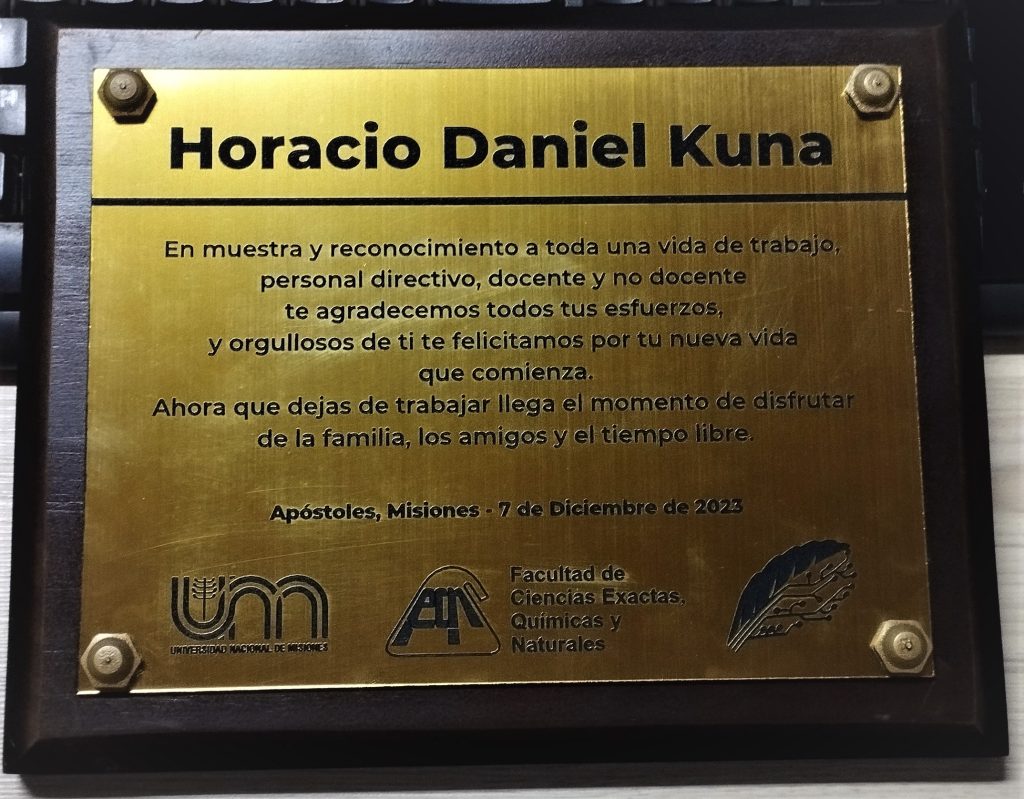 Horacio Daniel Kuna
En muestra y reconocimiento a toda una vida de trabajo,
personal directivo, docente y no docente
te agradecemos todos tus esfuerzos,
y orgullosos de ti te felicitamos por tu nueva vida
que comienza.
Ahora que dejas de trabajar llega el momento de disfrutar
de la familia, los amigos y el tiempo libre.
Apóstoles, Misiones - 7 de Diciembre de 2023
UNIVERSIDAD NACIONAL DE MISIONES
Facultad de
Ciencias Exactas,
Químicas y
Naturales